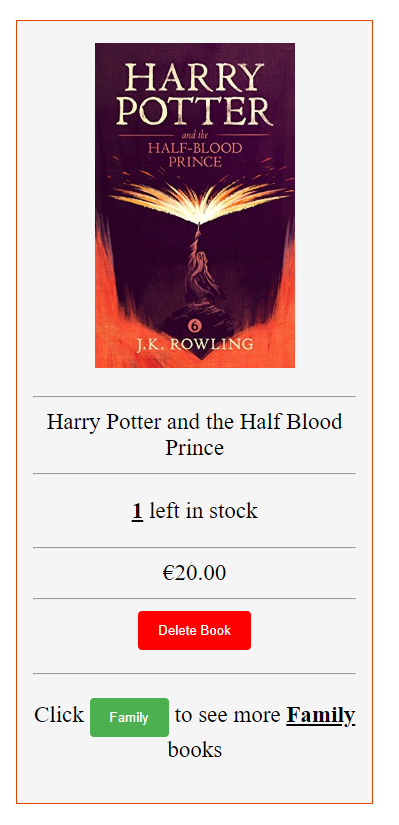 HARRY
POTTER
and the
HALF-BLOOD
PRINCE
6
J.K. ROWLING
Harry Potter and the Half Blood
Prince
1 left in stock
€20.00
Delete Book
Click Family to see more Family
books